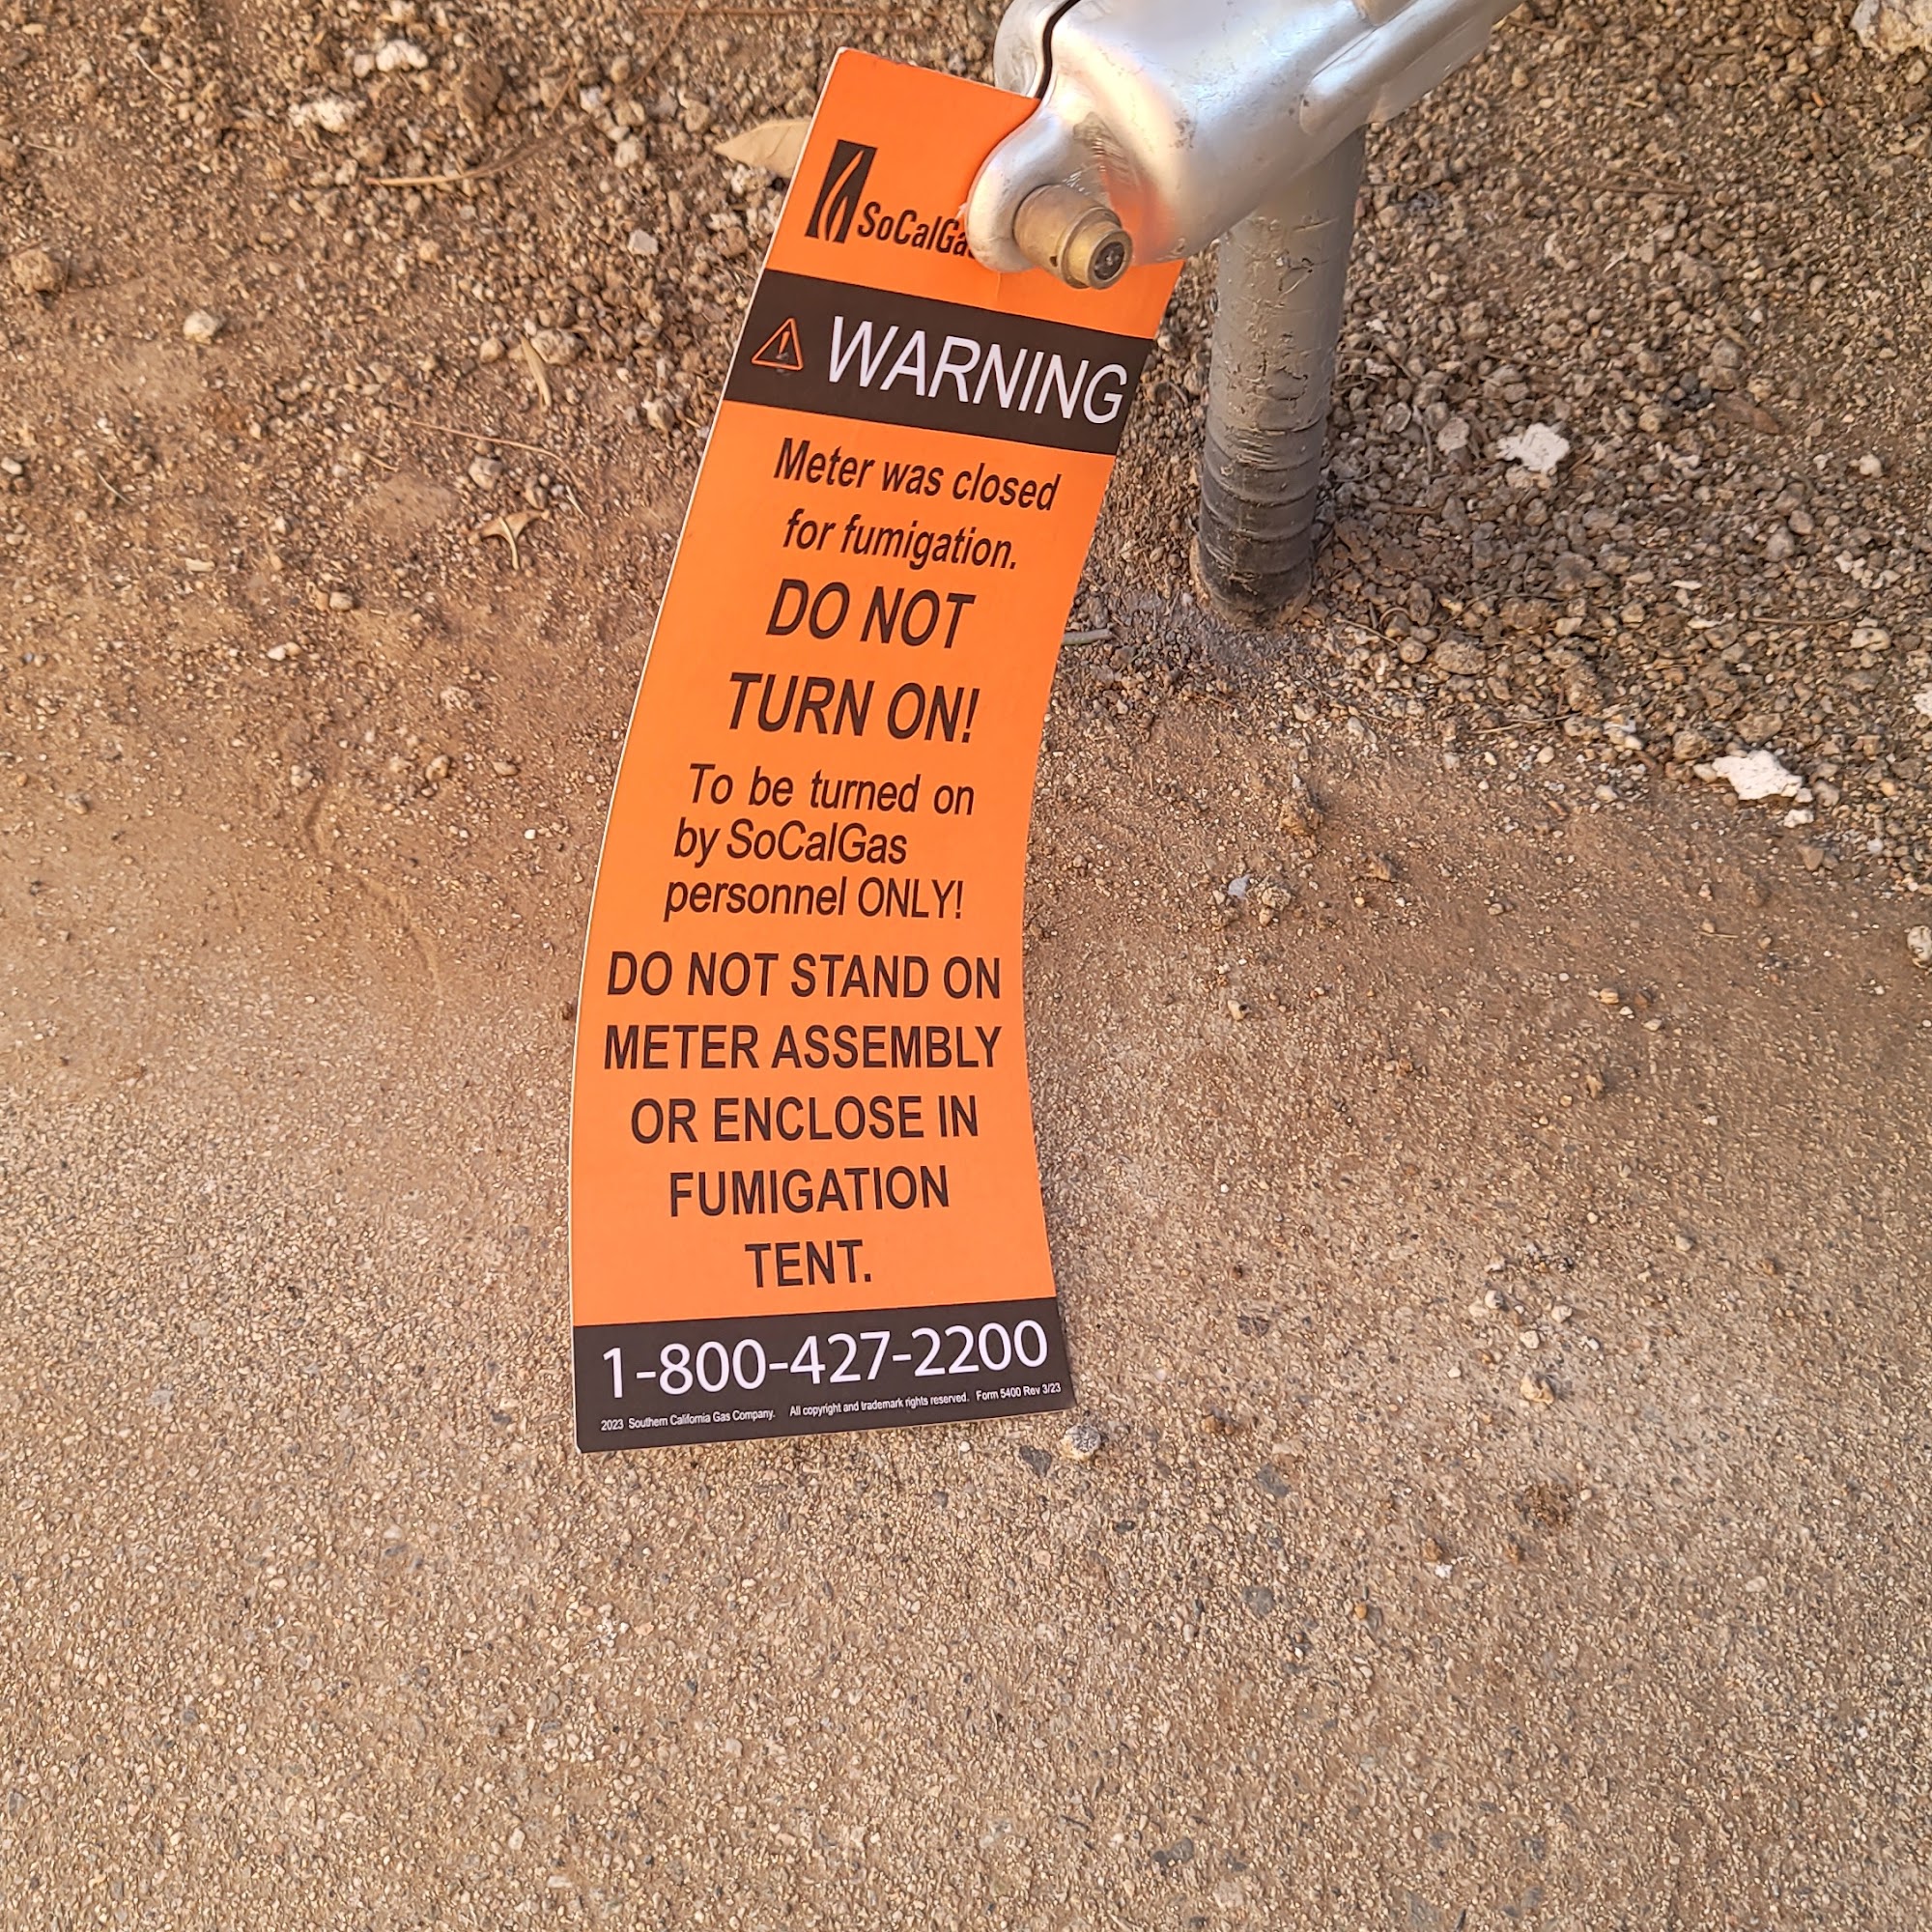 SoCalGas
WARNING
Meter was closed
for fumigation.
DO NOT
TURN ON!
To be turned on
by SoCalGas
personnel ONLY!
DO NOT STAND ON
METER ASSEMBLY
OR ENCLOSE IN
FUMIGATION
TENT.
1-800-427-2200
2023 Southern California Gas Company. All copyright and trademark rights reserved. Form 5400 Rev 3/23